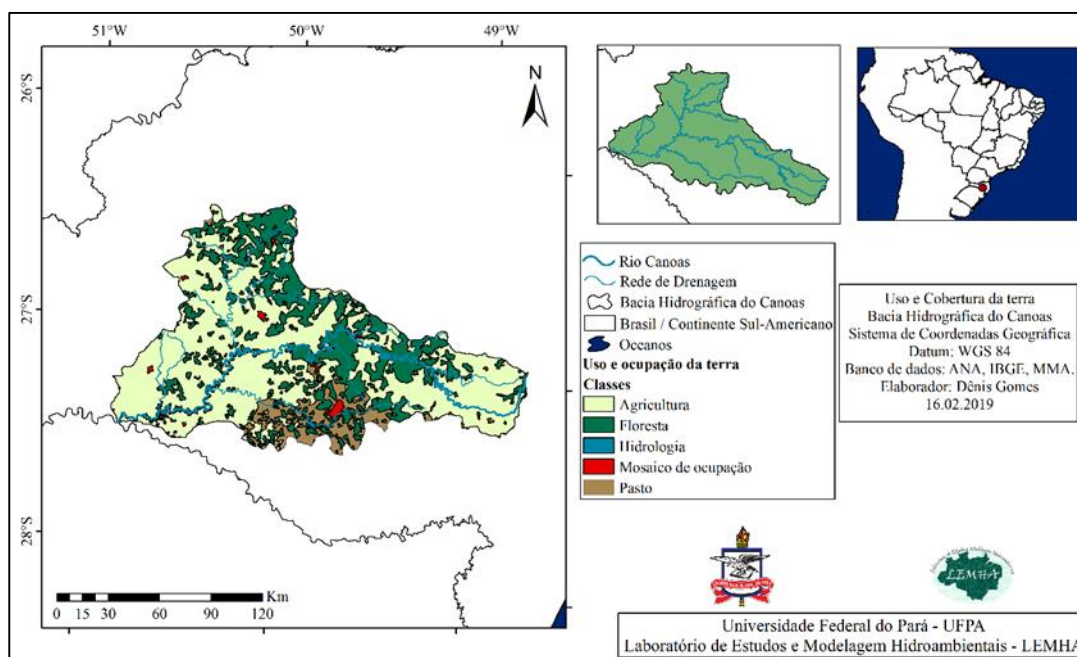 51°W
50°W
49°W
26°S
27°S
28°S
N
0 15 30 60 90 120 Km
Rio Canoas
Rede de Drenagem
Bacia Hidrográfica do Canoas
Brasil / Continente Sul-Americano
Oceanos
Uso e ocupação da terra
Classes
Agricultura
Floresta
Hidrologia
Mosaico de ocupação
Pasto
Uso e Cobertura da terra
Bacia Hidrográfica do Canoas
Sistema de Coordenadas Geográfica
Datum: WGS 84
Banco de dados: ANA, IBGE, MMA.
Elaborador: Dênis Gomes
16.02.2019
LEMHA
Universidade Federal do Pará - UFPA
Laboratório de Estudos e Modelagem Hidroambientais - LEMHA